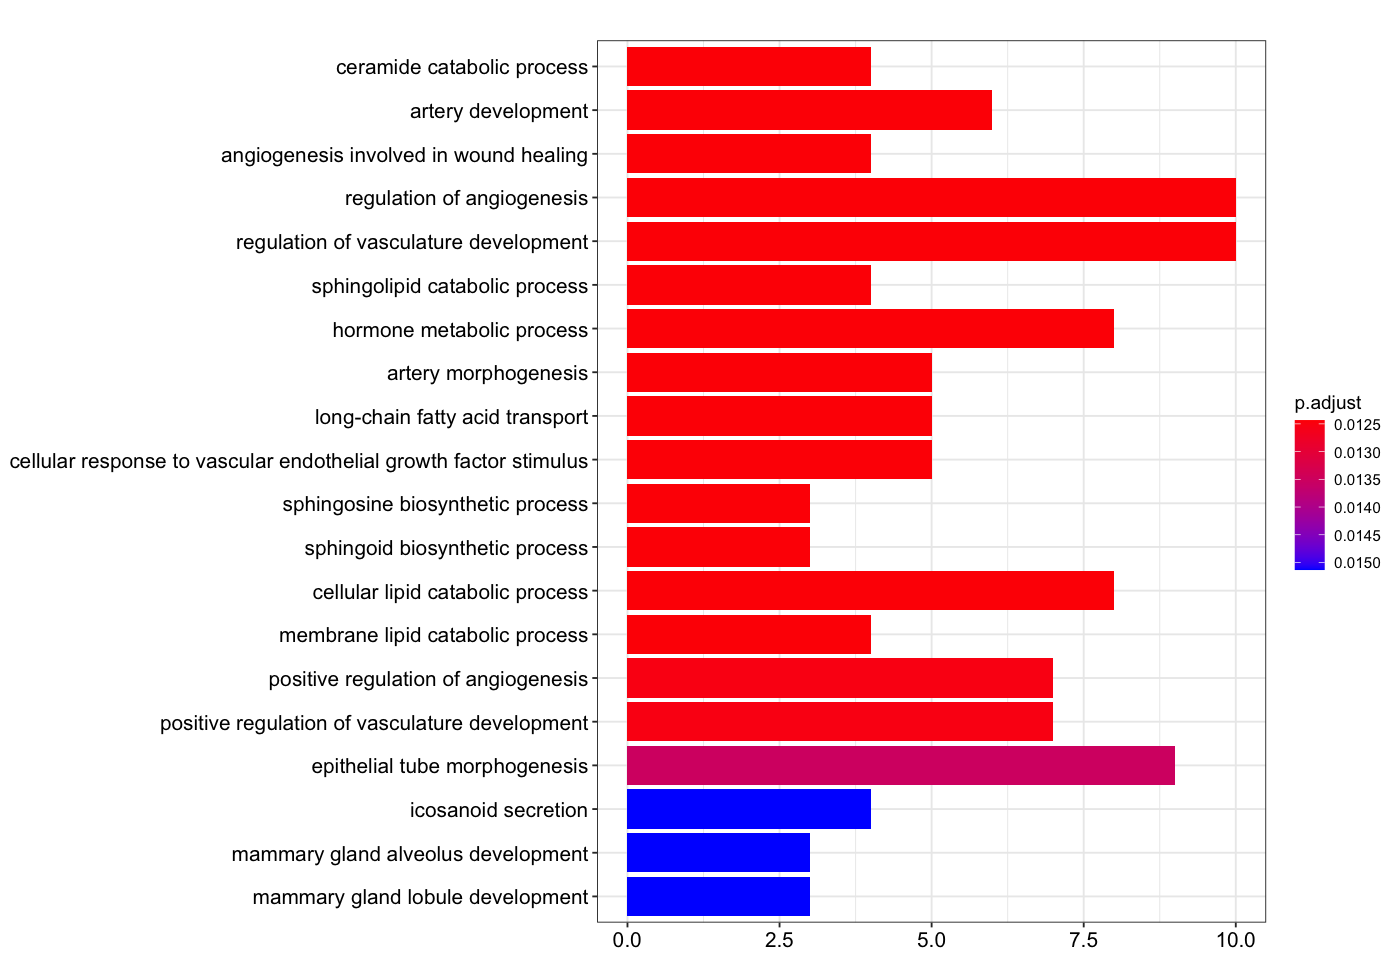 ceramide catabolic process
artery development
angiogenesis involved in wound healing
regulation of angiogenesis
regulation of vasculature development
sphingolipid catabolic process
hormone metabolic process
artery morphogenesis
long-chain fatty acid transport
cellular response to vascular endothelial growth factor stimulus
sphingosine biosynthetic process
sphingoid biosynthetic process
cellular lipid catabolic process
membrane lipid catabolic process
positive regulation of angiogenesis
positive regulation of vasculature development
epithelial tube morphogenesis
icosanoid secretion
mammary gland alveolus development
mammary gland lobule development
0.0 2.5 5.0 7.5 10.0
p.adjust
0.0125
0.0130
0.0135
0.0140
0.0145
0.0150